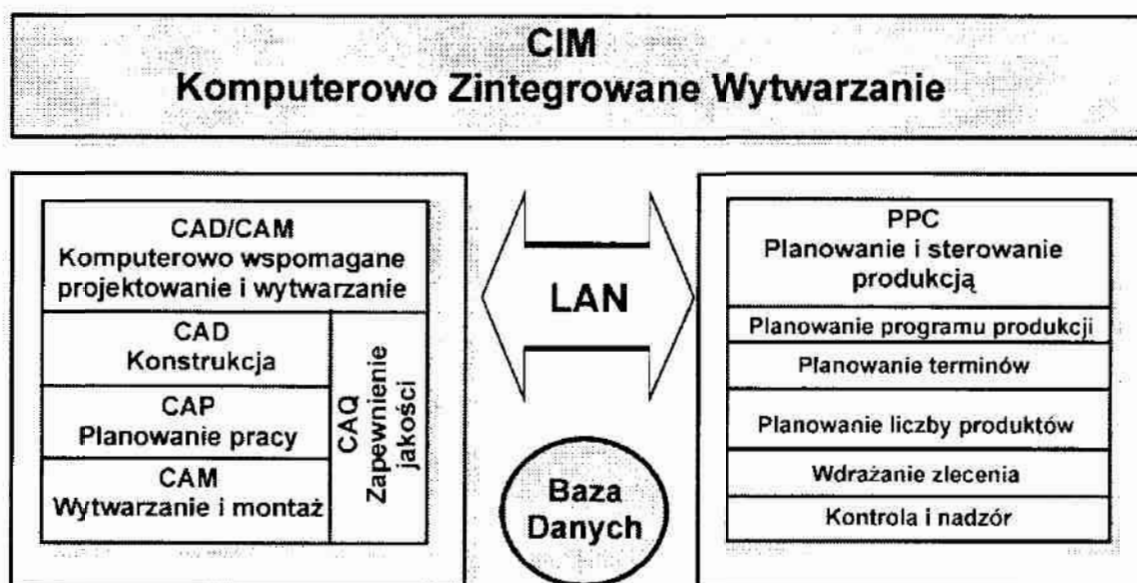 CIM
Komputerowo Zintegrowane Wytwarzanie
CAD/CAM
Komputerowo wspomagane
projektowanie i wytwarzanie
CAD
Konstrukcja
CAP
Planowanie pracy
CAM
Wytwarzanie i montaż
CAQ
Zapewnienie
jakości
LAN
Baza
Danych
PPC
Planowanie i sterowanie
produkcją
Planowanie programu produkcji
Planowanie terminów
Planowanie liczby produktów
Wdrażanie zlecenia
Kontrola i nadzór